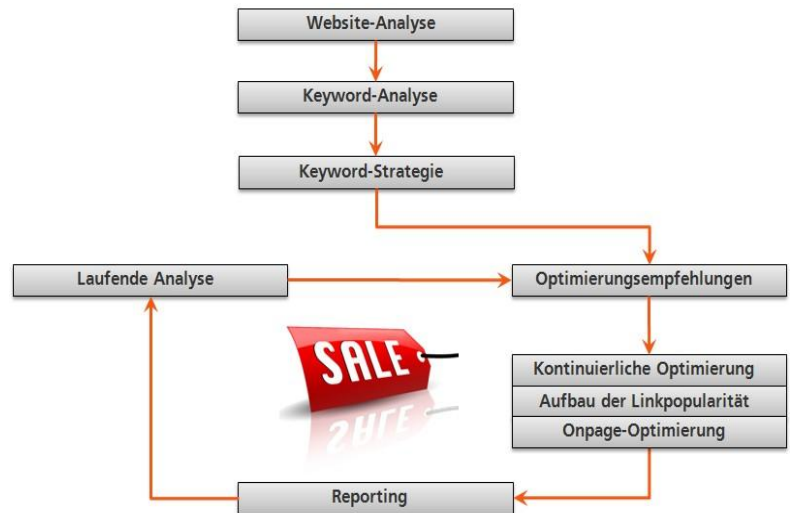 Website-Analyse
Keyword-Analyse
Keyword-Strategie
Laufende Analyse
Optimierungsempfehlungen
SALE
Kontinuierliche Optimierung
Aufbau der Linkpopularität
Onpage-Optimierung
Reporting